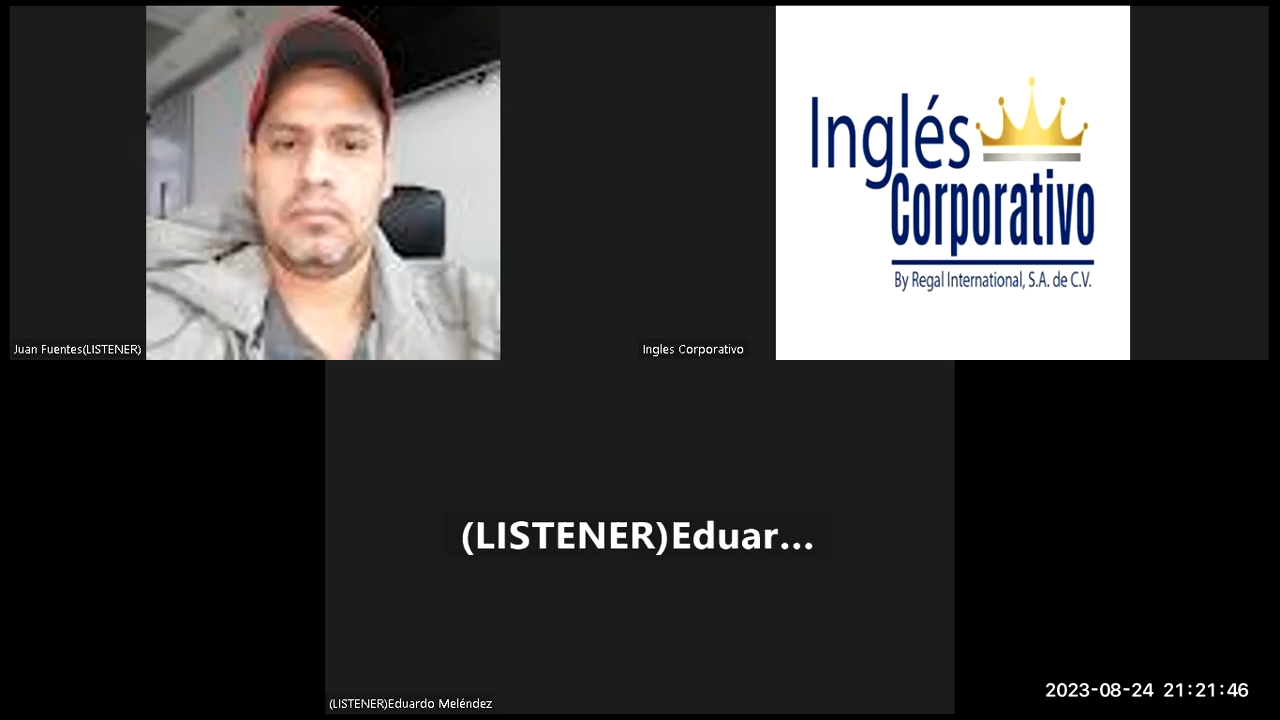 Inglés
Corporativo
By Regal International, S.A. de C.V.
Juan Fuentes(LISTENER)
Ingles Corporativo
(LISTENER)Eduar...
(LISTENER)Eduardo Meléndez
2023-08-24 21:21:46